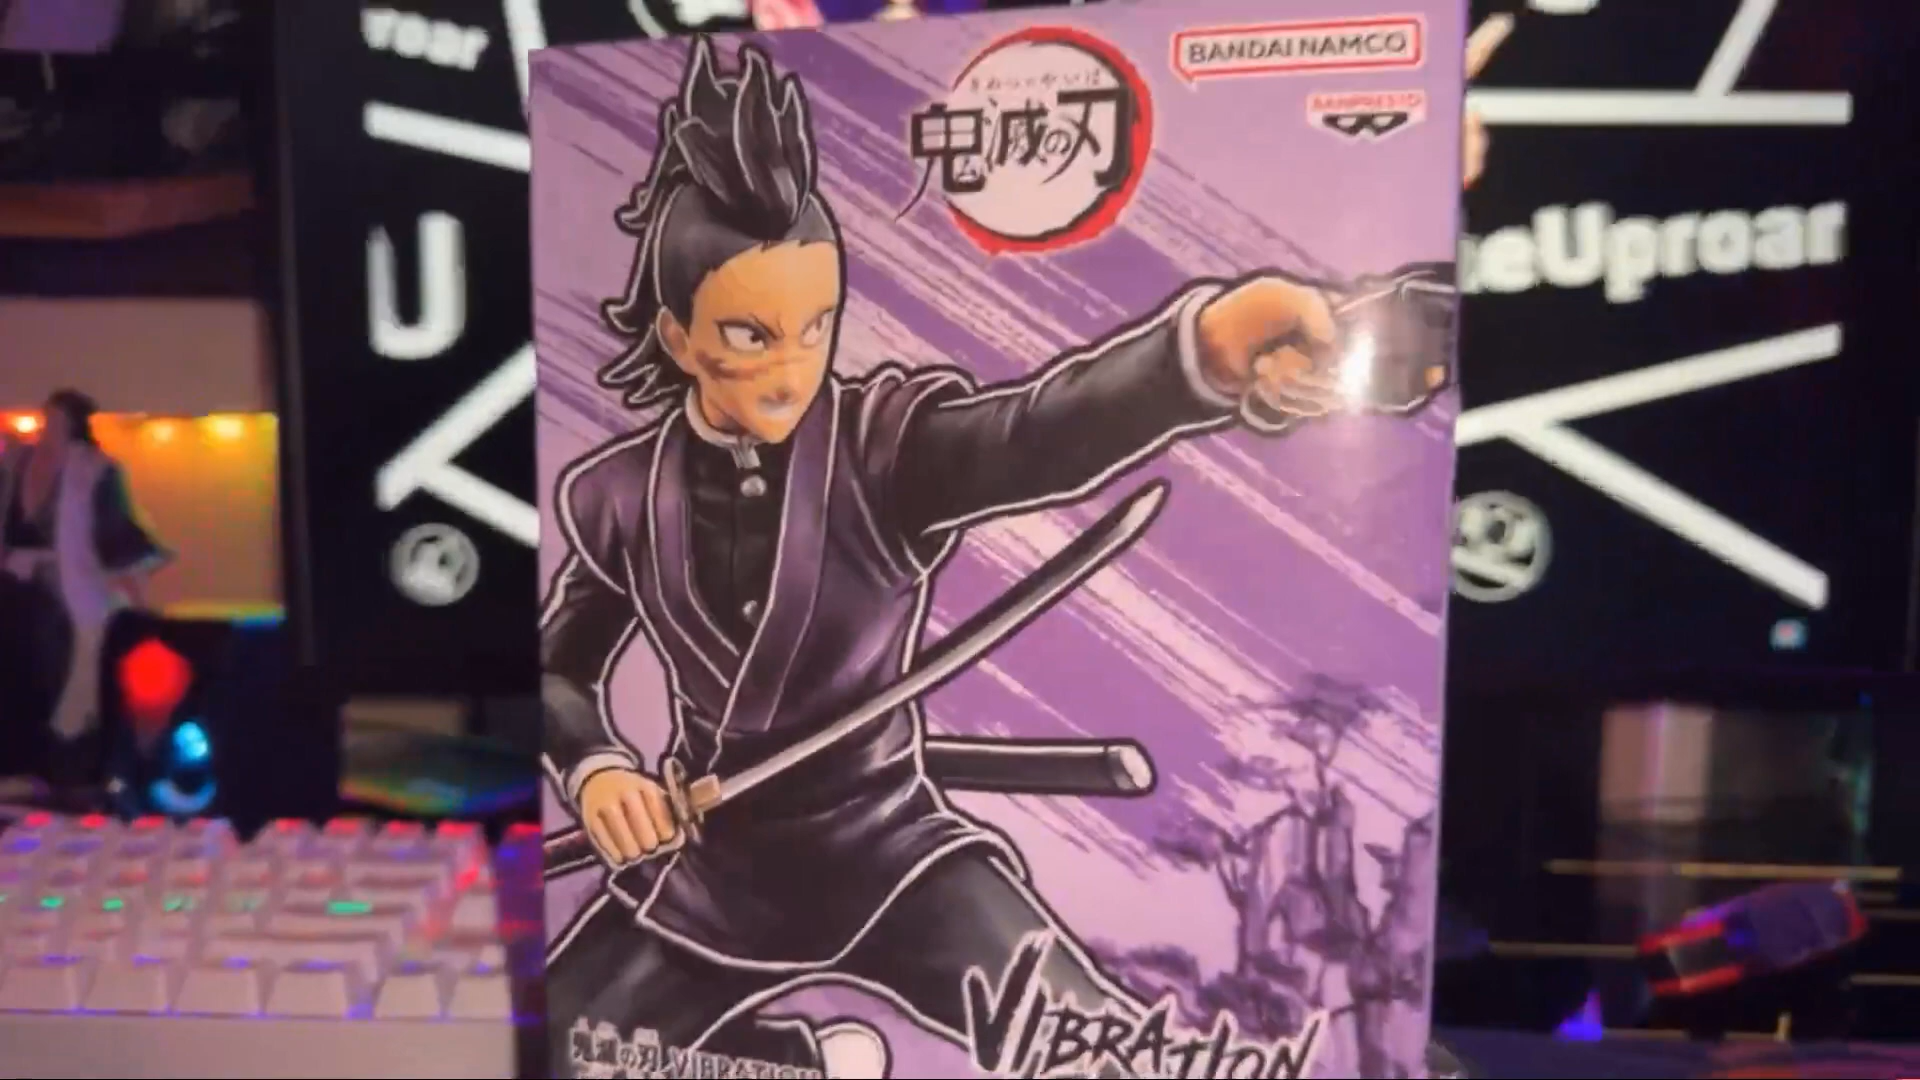 roar
BANDAI NAMCO
きめつのやいば
鬼滅の刃
BANPRESTO
U
eUproar
VIBRATION
鬼滅の刃 VIBRATION